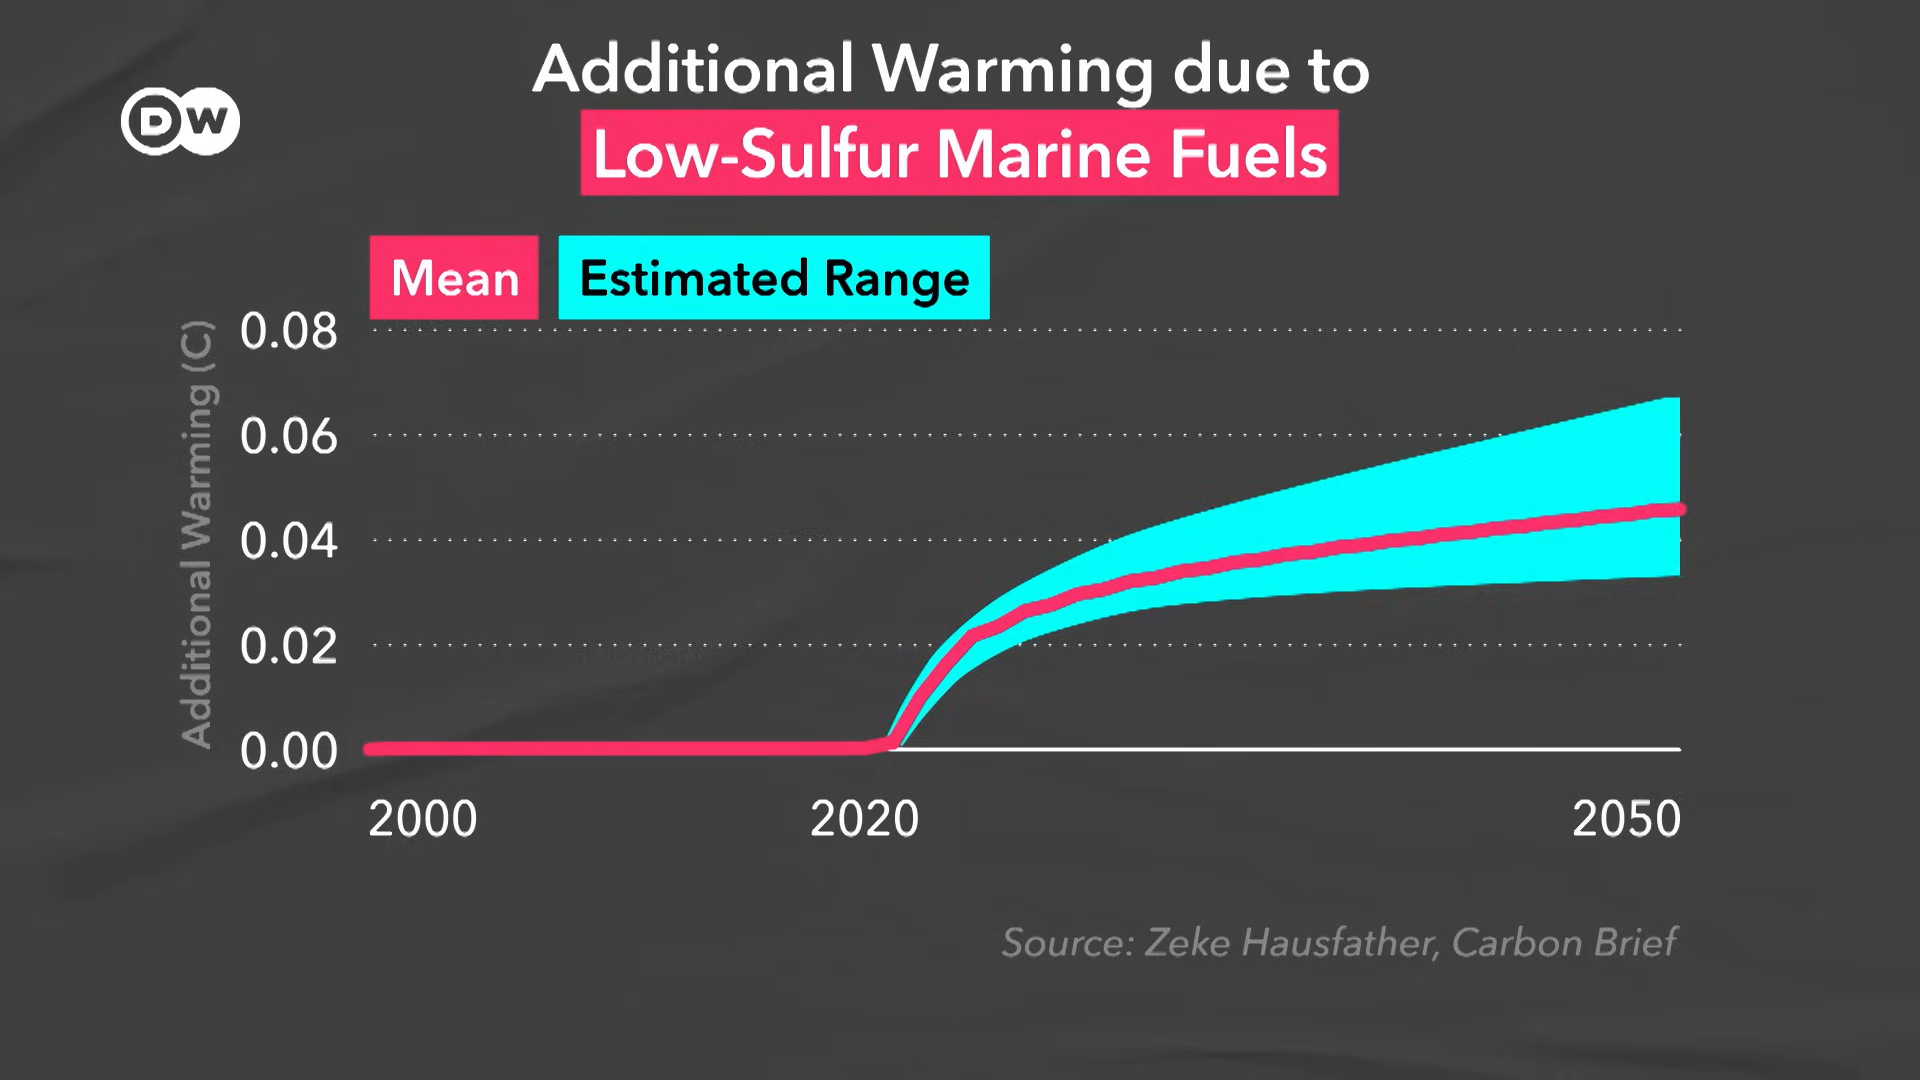 Additional Warming due to
Low-Sulfur Marine Fuels
DW
Mean
Estimated Range
Additional Warming (C)
0.08
0.06
0.04
0.02
0.00
2000
2020
2050
Source: Zeke Hausfather, Carbon Brief